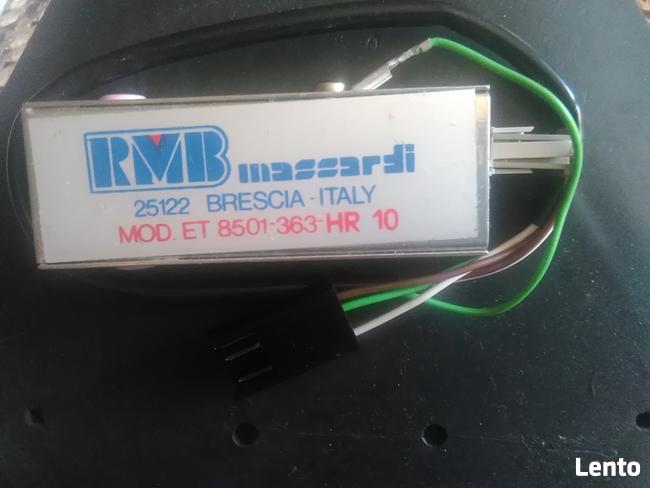 RMB massardi
25122 BRESCIA - ITALY
MOD. ET 8501-363-HR 10
Lento